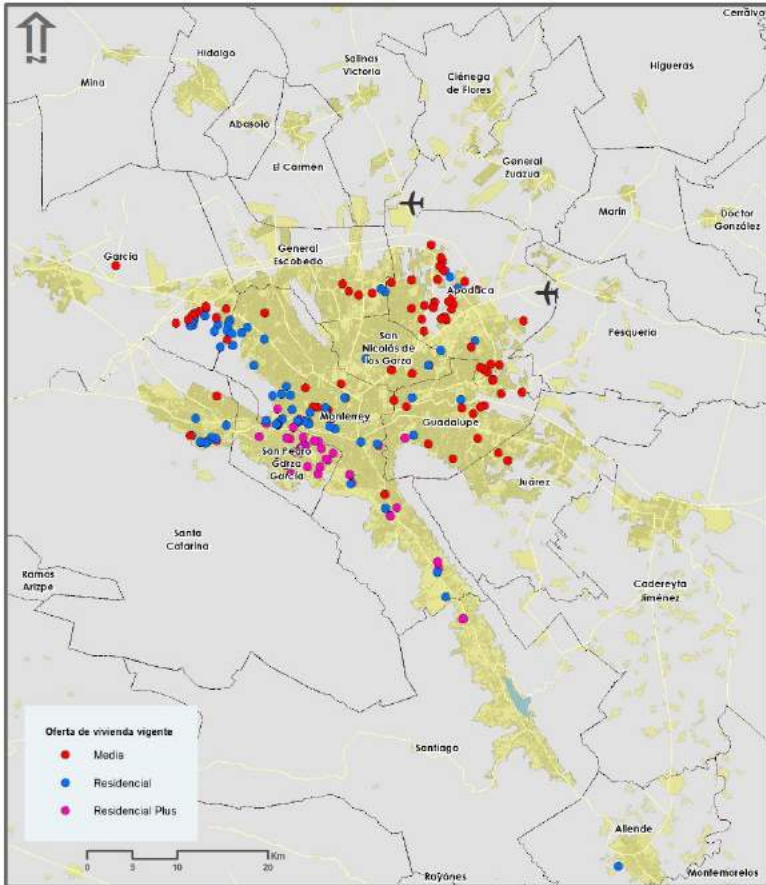 Cerralvo
N
Mina
Hidalgo
Salinas
Victoria
Ciénega
de Flores
Higueras
Abasolo
El Carmen
General
Zuazua
Marín
Doctor
González
García
General
Escobedo
Apodaca
Pesquería
San
Nicolás de
los Garza
Monterrey
Guadalupe
San Pedro
Garza
García
Juárez
Santa
Catarina
Ramos
Arizpe
Cadereyta
Jiménez
Santiago
Allende
Montemorelos
Rayones
Oferta de vivienda vigente
Media
Residencial
Residencial Plus
0 5 10 20 Km